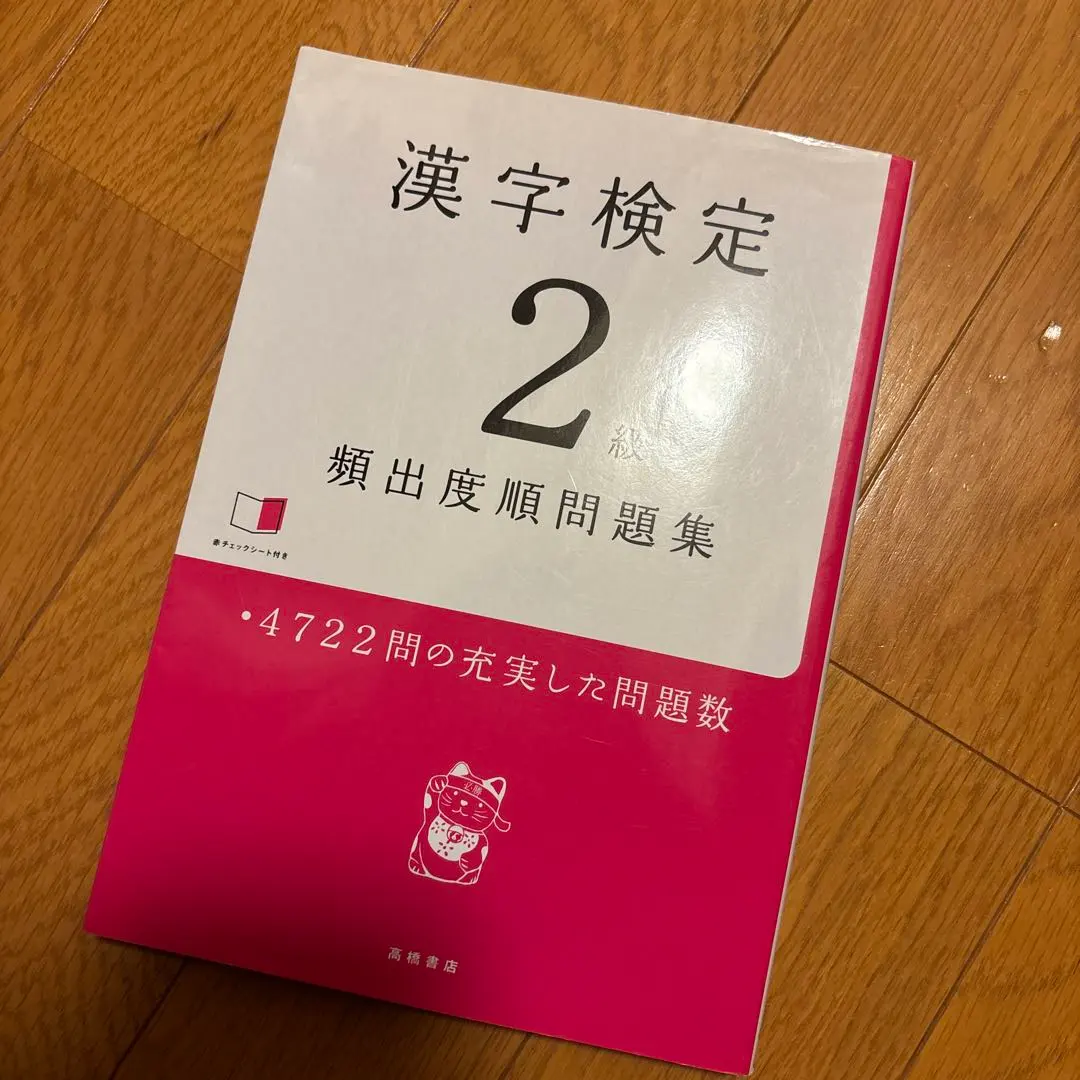 漢字検定
2級
頻出度順問題集
赤チェックシート付き
・4722問の充実した問題数
必勝
高橋書店